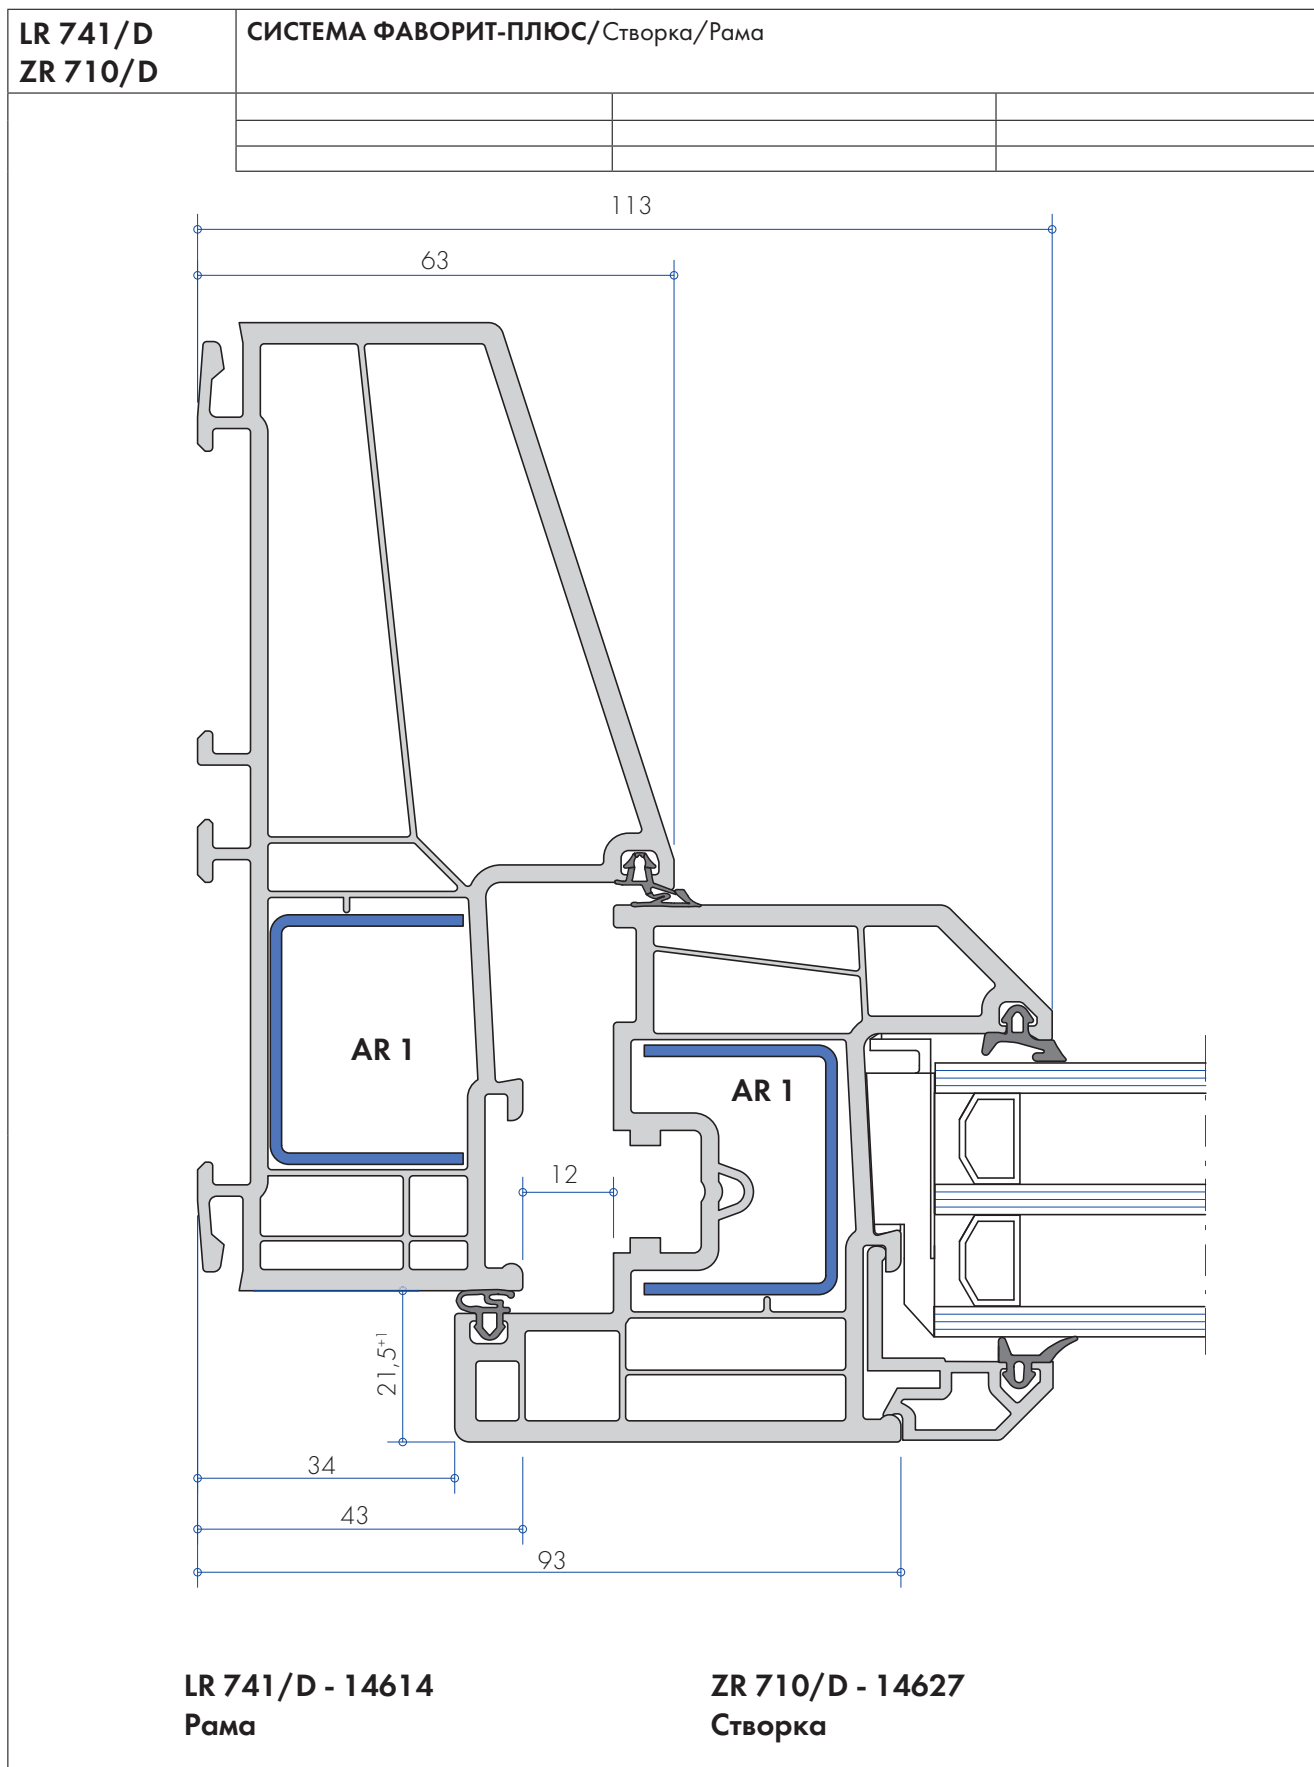 LR 741/D
ZR 710/D
СИСТЕМА ФАВОРИТ-ПЛЮС/Створка/Рама
113
63
AR 1
AR 1
12
21,5+1
34
43
93
LR 741/D - 14614
Рама
ZR 710/D - 14627
Створка